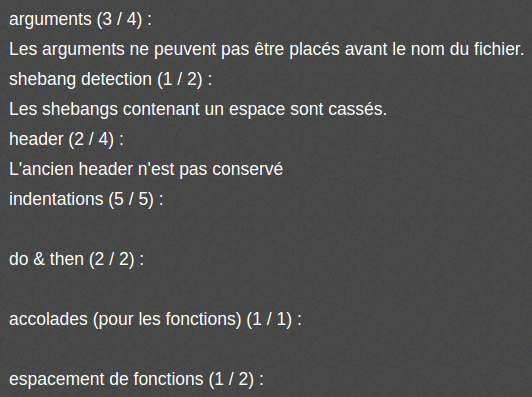 arguments (3 / 4) :
Les arguments ne peuvent pas être placés avant le nom du fichier.
shebang detection (1 / 2) :
Les shebangs contenant un espace sont cassés.
header (2 / 4) :
L'ancien header n'est pas conservé
indentations (5 / 5) :
do & then (2 / 2) :
accolades (pour les fonctions) (1 / 1) :
espacement de fonctions (1 / 2) :